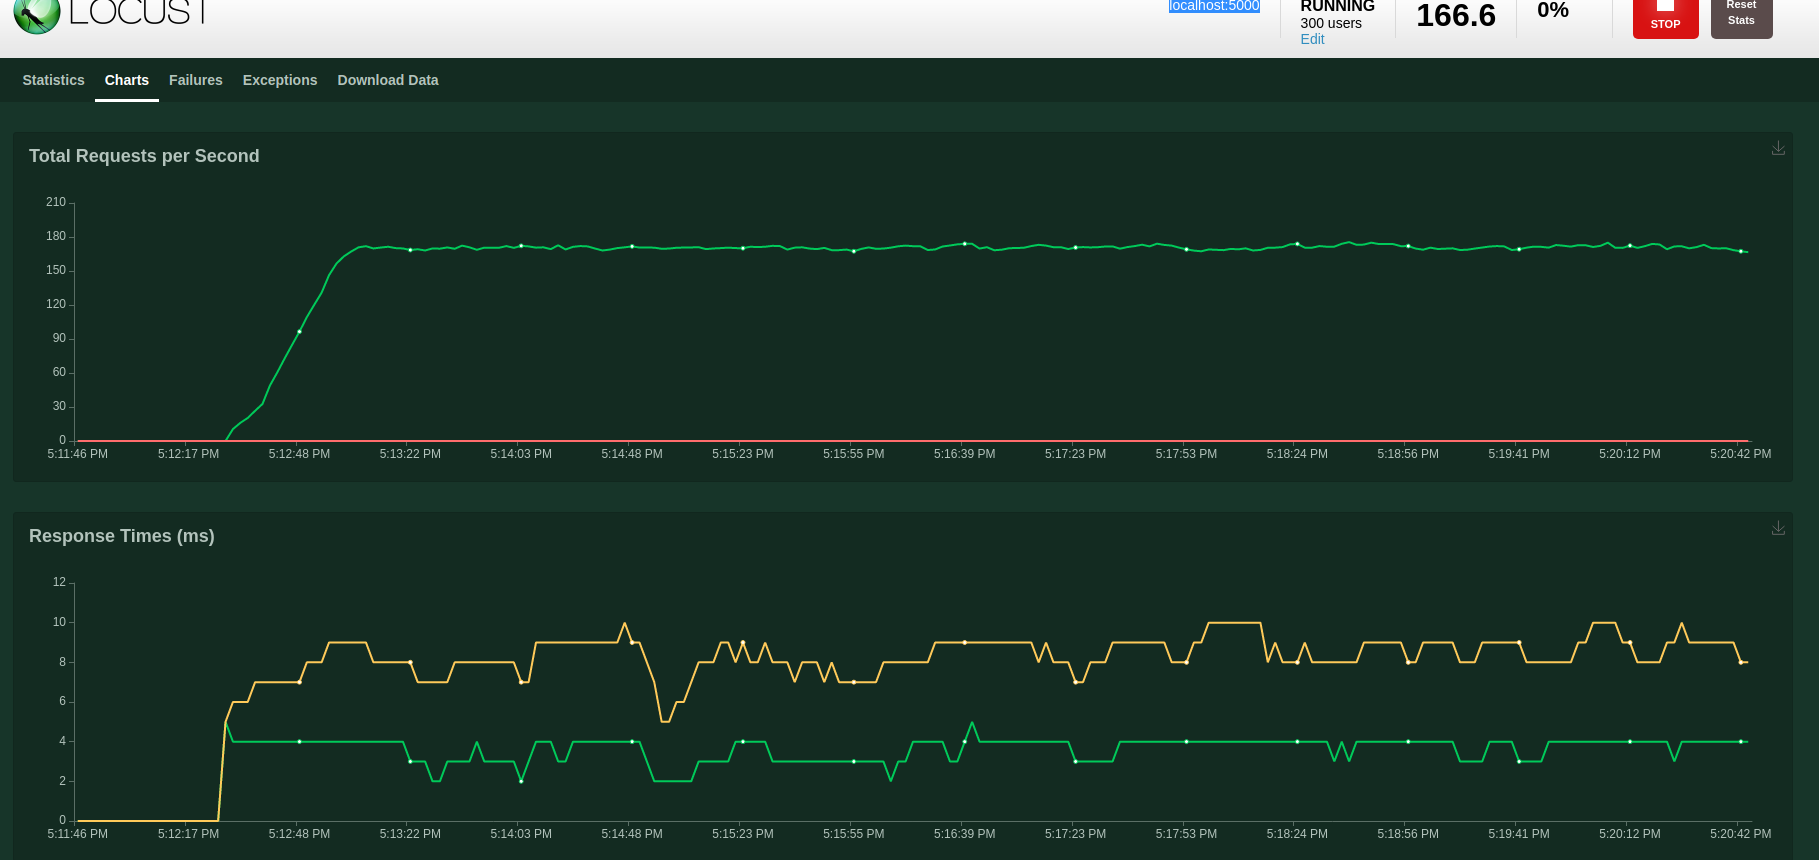 LOCUST
localhost:5000
RUNNING
300 users
Edit
166.6
0%
STOP
Reset
Stats
Statistics Charts Failures Exceptions Download Data
Total Requests per Second
210
180
150
120
90
60
30
0
5:11:46 PM 5:12:17 PM 5:12:48 PM 5:13:22 PM 5:14:03 PM 5:14:48 PM 5:15:23 PM 5:15:55 PM 5:16:39 PM 5:17:23 PM 5:17:53 PM 5:18:24 PM 5:18:56 PM 5:19:41 PM 5:20:12 PM 5:20:42 PM
Response Times (ms)
12
10
8
6
4
2
0
5:11:46 PM 5:12:17 PM 5:12:48 PM 5:13:22 PM 5:14:03 PM 5:14:48 PM 5:15:23 PM 5:15:55 PM 5:16:39 PM 5:17:23 PM 5:17:53 PM 5:18:24 PM 5:18:56 PM 5:19:41 PM 5:20:12 PM 5:20:42 PM